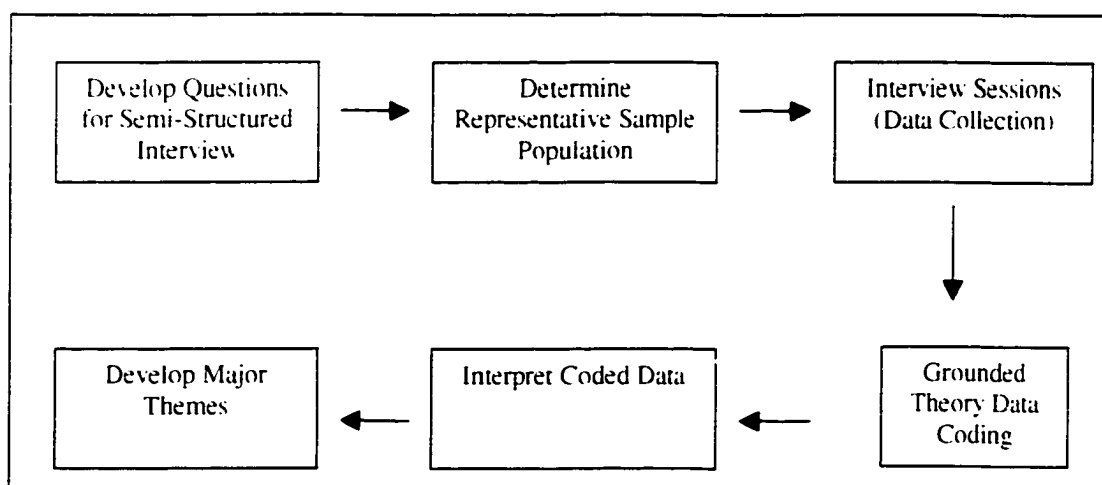 Develop Questions
for Semi-Structured
Interview
Determine
Representative Sample
Population
Interview Sessions
(Data Collection)
Grounded
Theory Data
Coding
Interpret Coded Data
Develop Major
Themes